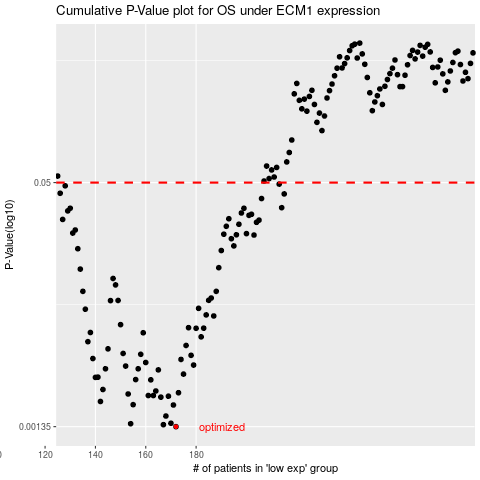 Cumulative P-Value plot for OS under ECM1 expression
P-Value(log10)
0.05
0.00135
optimized
0 120 140 160 180
# of patients in 'low exp' group